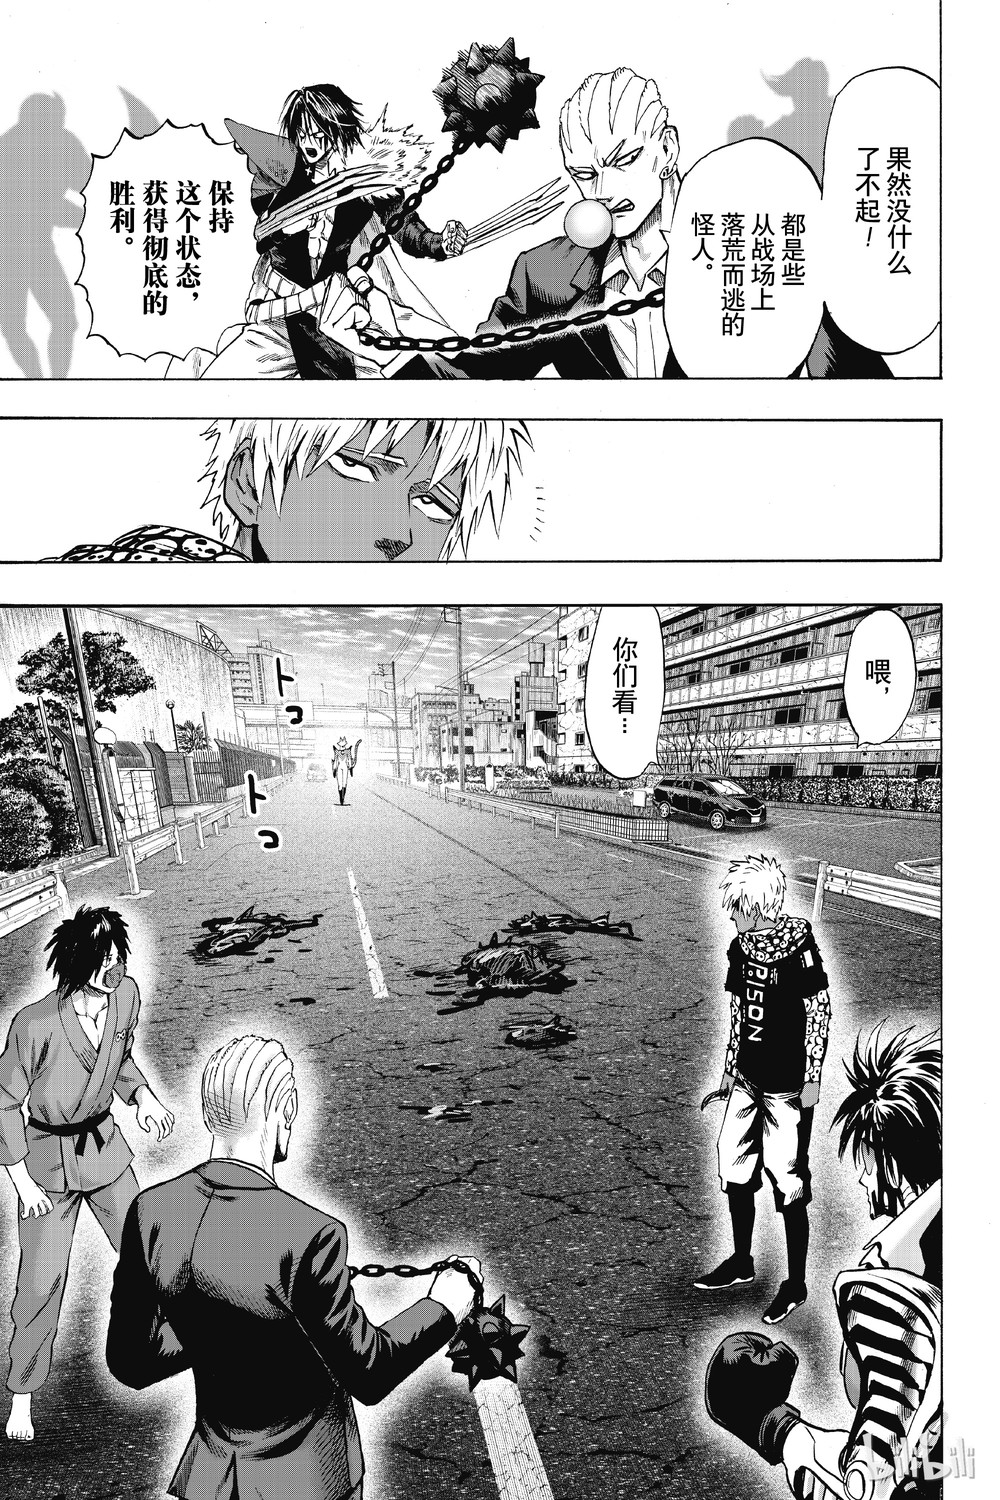 果然没什么
了不起！
都是些
从战场上
落荒而逃的
怪人。
保持
这个状态，
获得彻底的
胜利。
喂，
你们看…
トコ
トコ
PRISON
bilibili